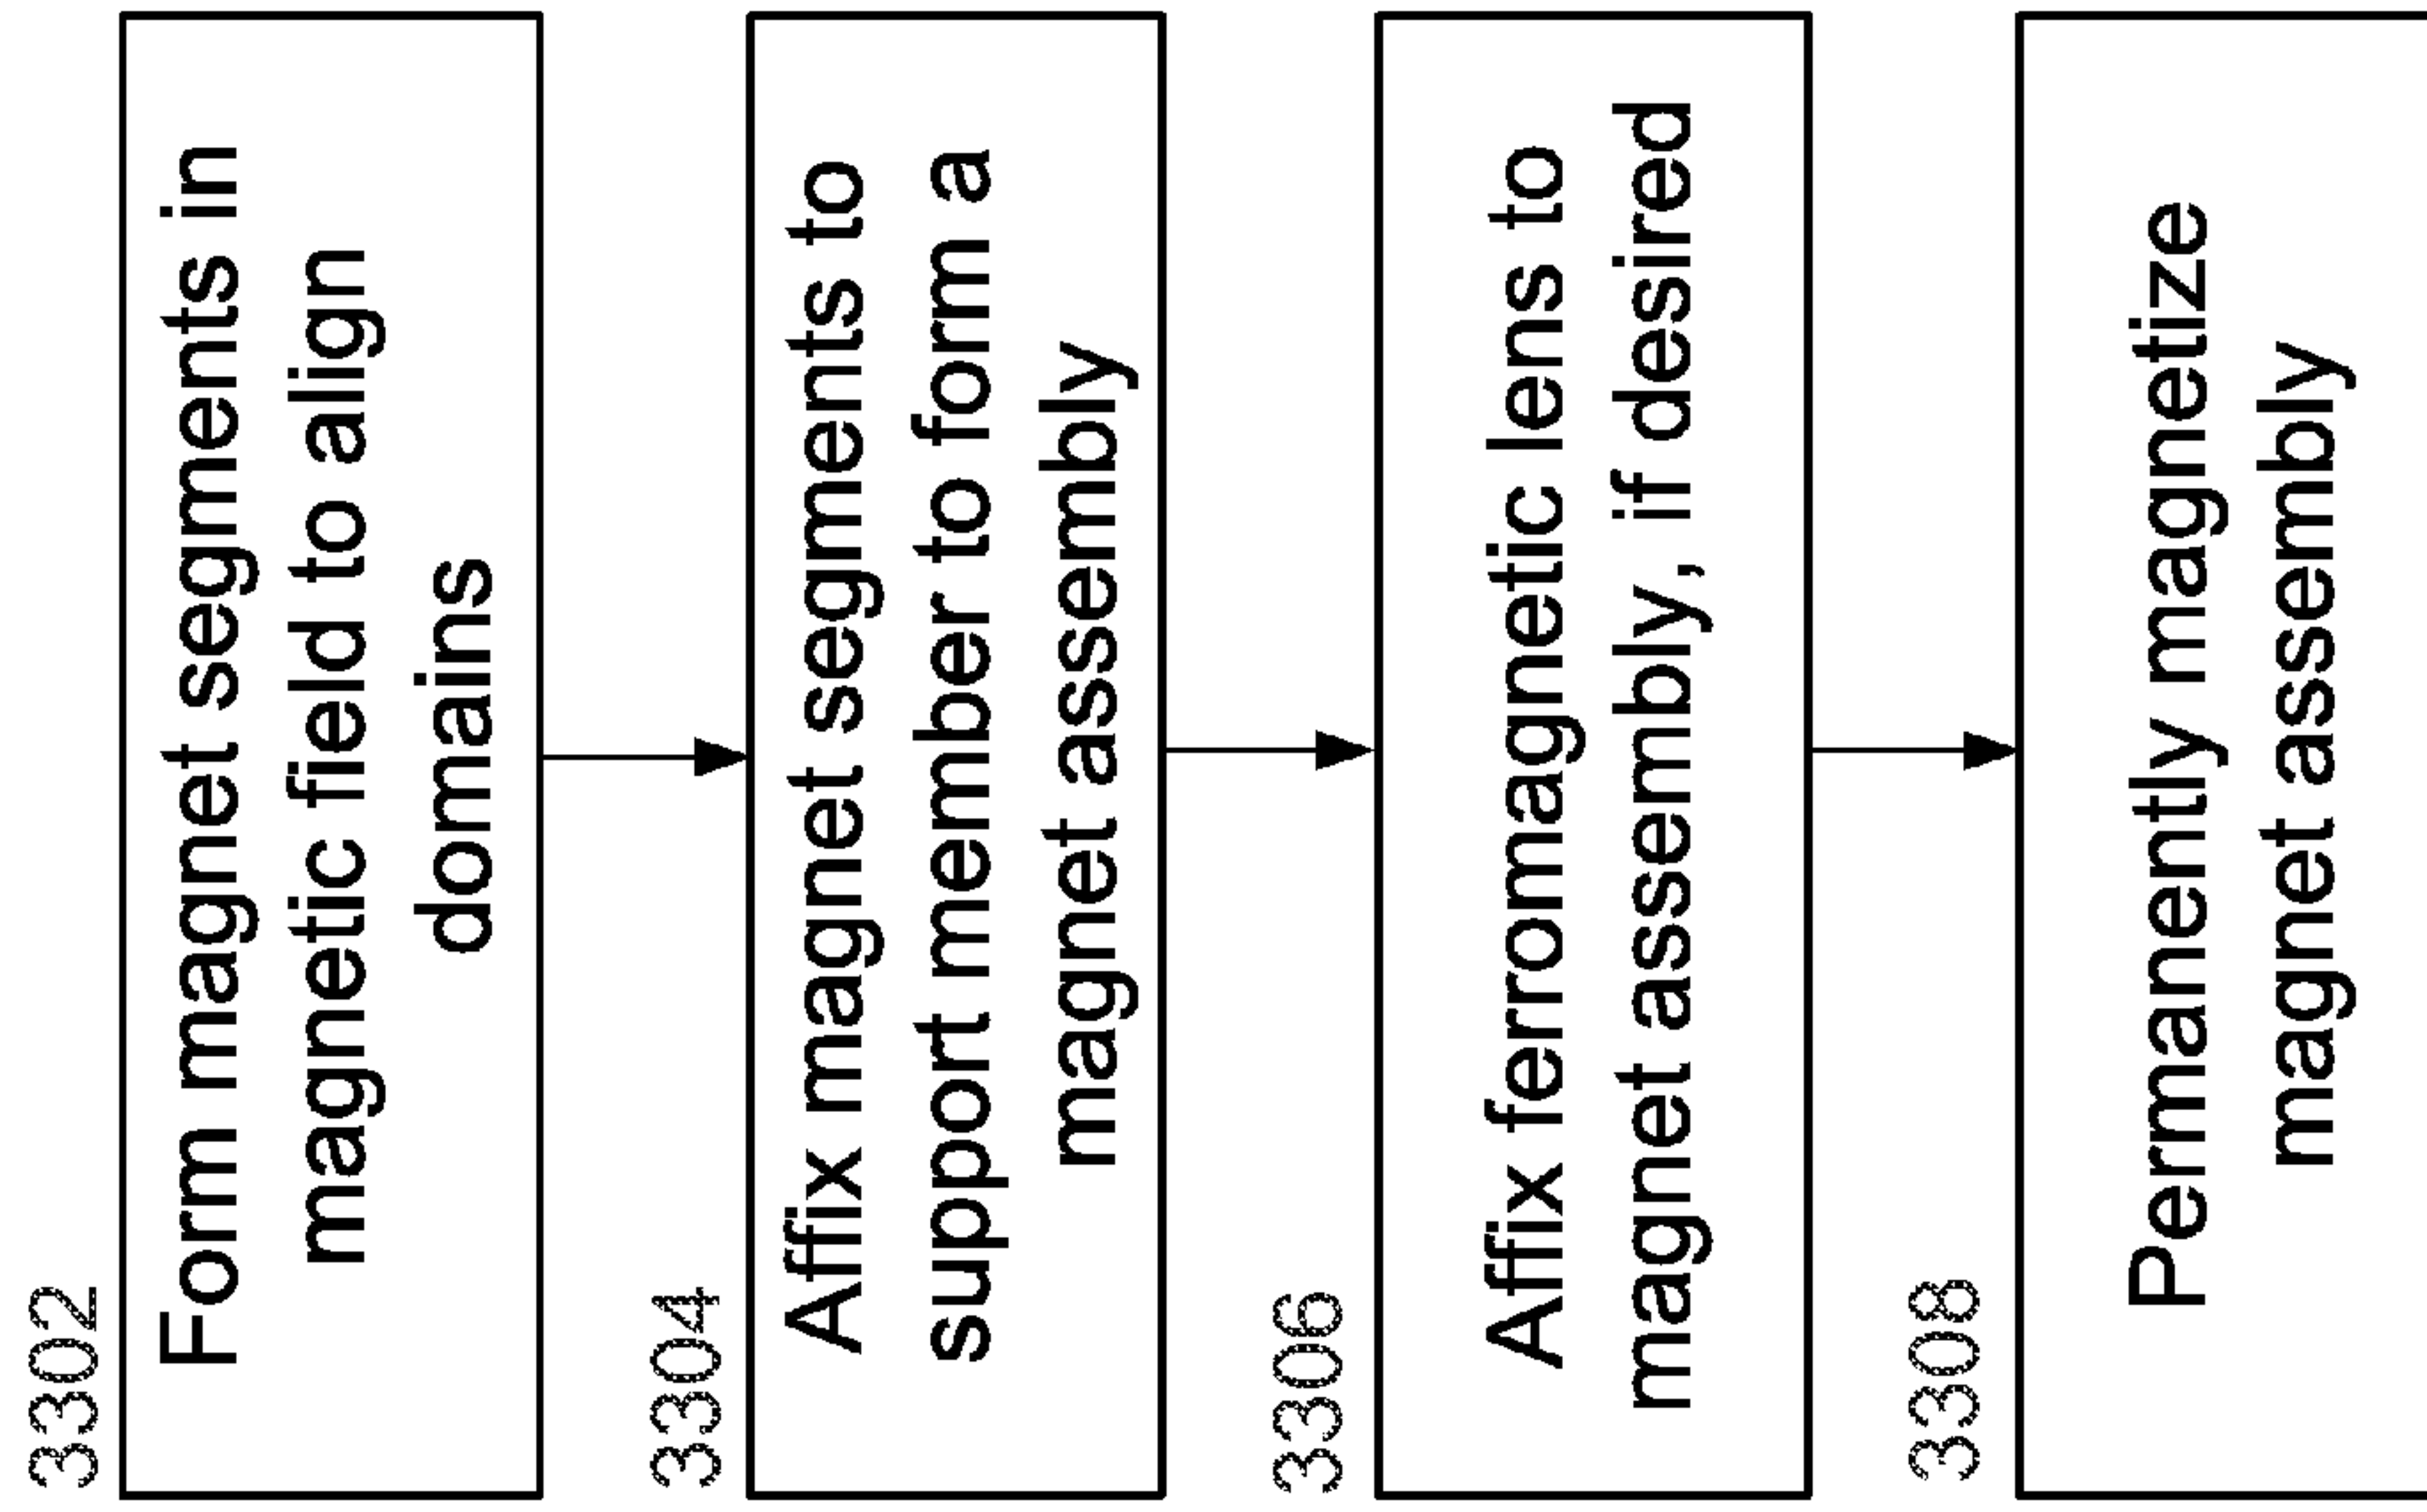 3302
Form magnet segments in
magnetic field to align
domains
3304
Affix magnet segments to
support member to form a
magnet assembly
3306
Affix ferromagnetic lens to
magnet assembly, if desired
3308
Permanently magnetize
magnet assembly